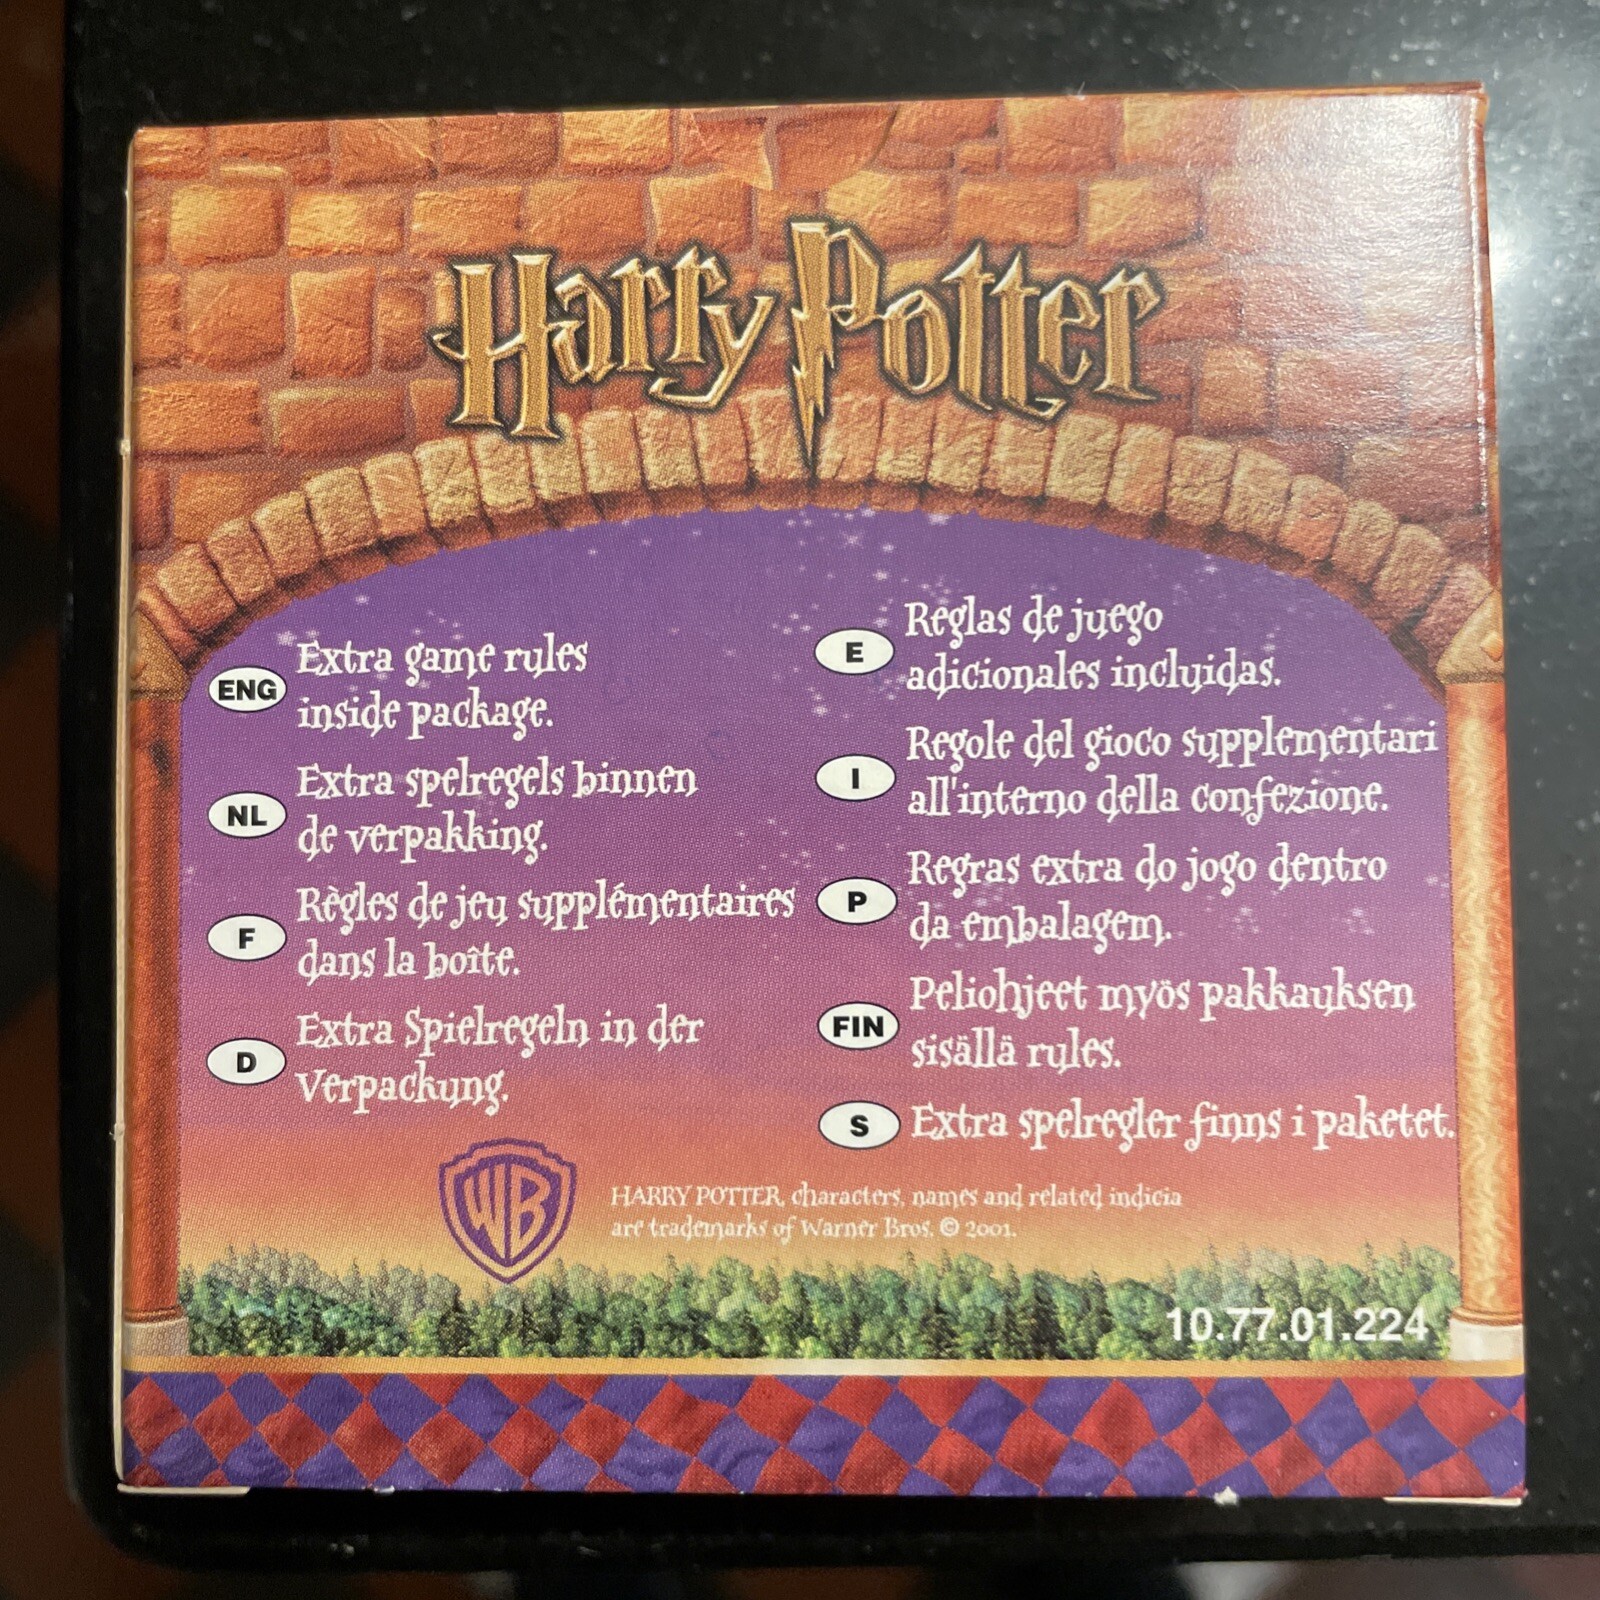 Harry Potter
ENG
Extra game rules
inside package.
NL
Extra spelregels binnen
de verpakking.
F
Règles de jeu supplémentaires
dans la boîte.
D
Extra Spielregeln in der
Verpackung.
E
Reglas de juego
adicionales incluidas.
I
Regole del gioco supplementari
all'interno della confezione.
P
Regras extra do jogo dentro
da embalagem.
FIN
Peliohjeet myös pakkauksen
sisällä rules.
S
Extra spelregler finns i paketet.
WB
HARRY POTTER, characters, names and related indicia
are trademarks of Warner Bros. © 2001.
10.77.01.224